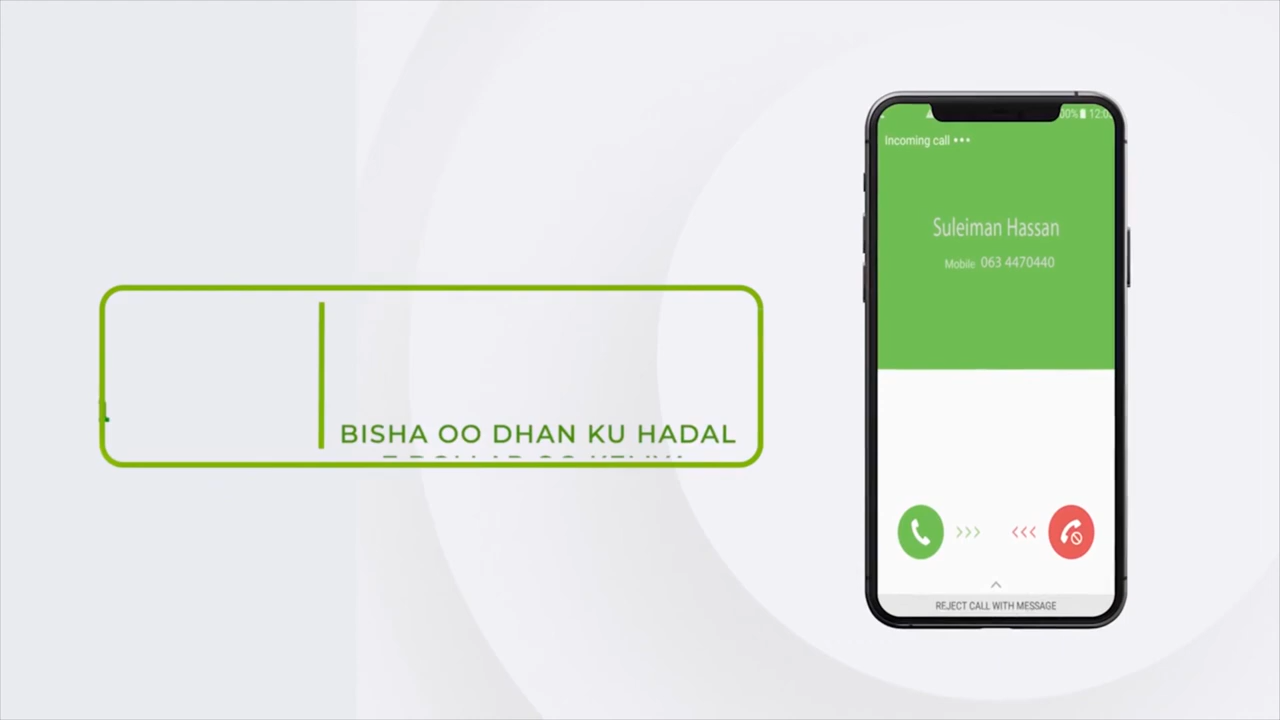 BISHA OO DHAN KU HADAL
Incoming call •••
Suleiman Hassan
Mobile 063 4470440
REJECT CALL WITH MESSAGE